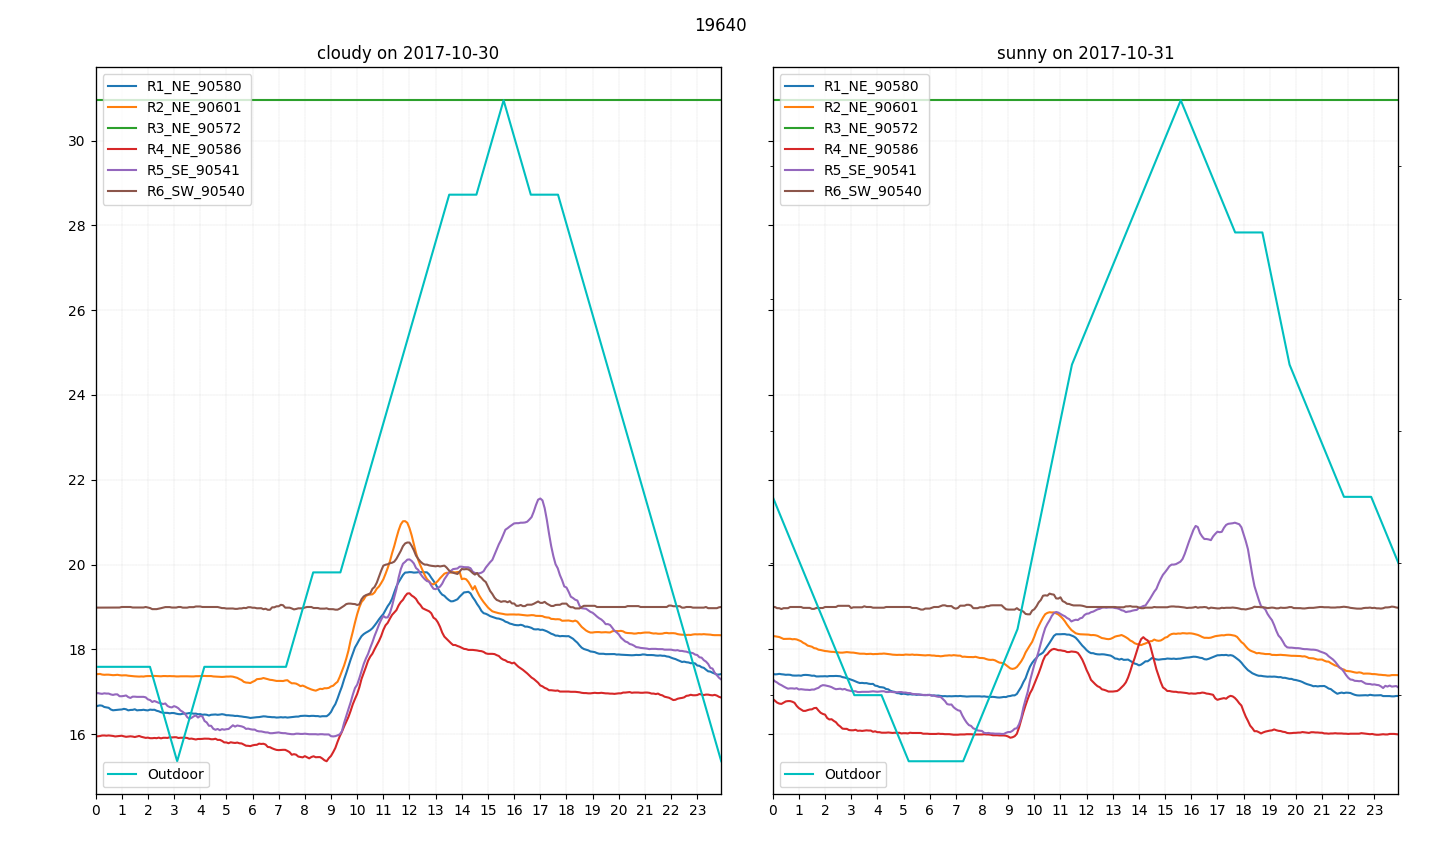 19640
cloudy on 2017-10-30
sunny on 2017-10-31
R1_NE_90580
R2_NE_90601
R3_NE_90572
R4_NE_90586
R5_SE_90541
R6_SW_90540
R1_NE_90580
R2_NE_90601
R3_NE_90572
R4_NE_90586
R5_SE_90541
R6_SW_90540
30
28
26
24
22
20
18
16
Outdoor
Outdoor
0 1 2 3 4 5 6 7 8 9 10 11 12 13 14 15 16 17 18 19 20 21 22 23
0 1 2 3 4 5 6 7 8 9 10 11 12 13 14 15 16 17 18 19 20 21 22 23